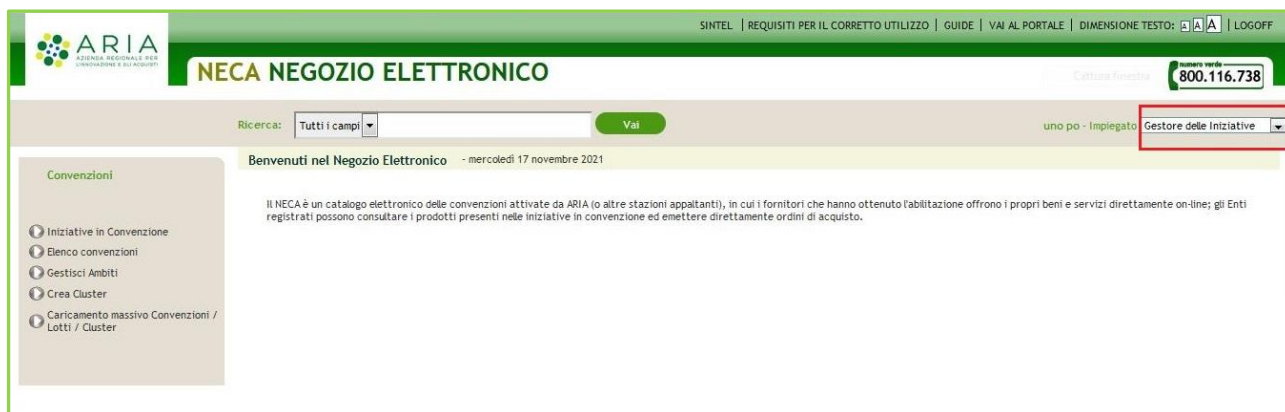 SINTEL | REQUISITI PER IL CORRETTO UTILIZZO | GUIDE | VAI AL PORTALE | DIMENSIONE TESTO: A A A | LOGOFF
ARIA
AZIENDA REGIONALE PER
L'INNOVAZIONE E GLI ACQUISTI
NECA NEGOZIO ELETTRONICO
Cattura finestra
numero verde
800.116.738
Ricerca: Tutti i campi Vai
uno po - Impiegato Gestore delle Iniziative
Convenzioni
Iniziative in Convenzione
Elenco convenzioni
Gestisci Ambiti
Crea Cluster
Caricamento massivo Convenzioni /
Lotti / Cluster
Benvenuti nel Negozio Elettronico - mercoledì 17 novembre 2021
Il NECA è un catalogo elettronico delle convenzioni attivate da ARIA (o altre stazioni appaltanti), in cui i fornitori che hanno ottenuto l'abilitazione offrono i propri beni e servizi direttamente on-line; gli Enti
registrati possono consultare i prodotti presenti nelle iniziative in convenzione ed emettere direttamente ordini di acquisto.